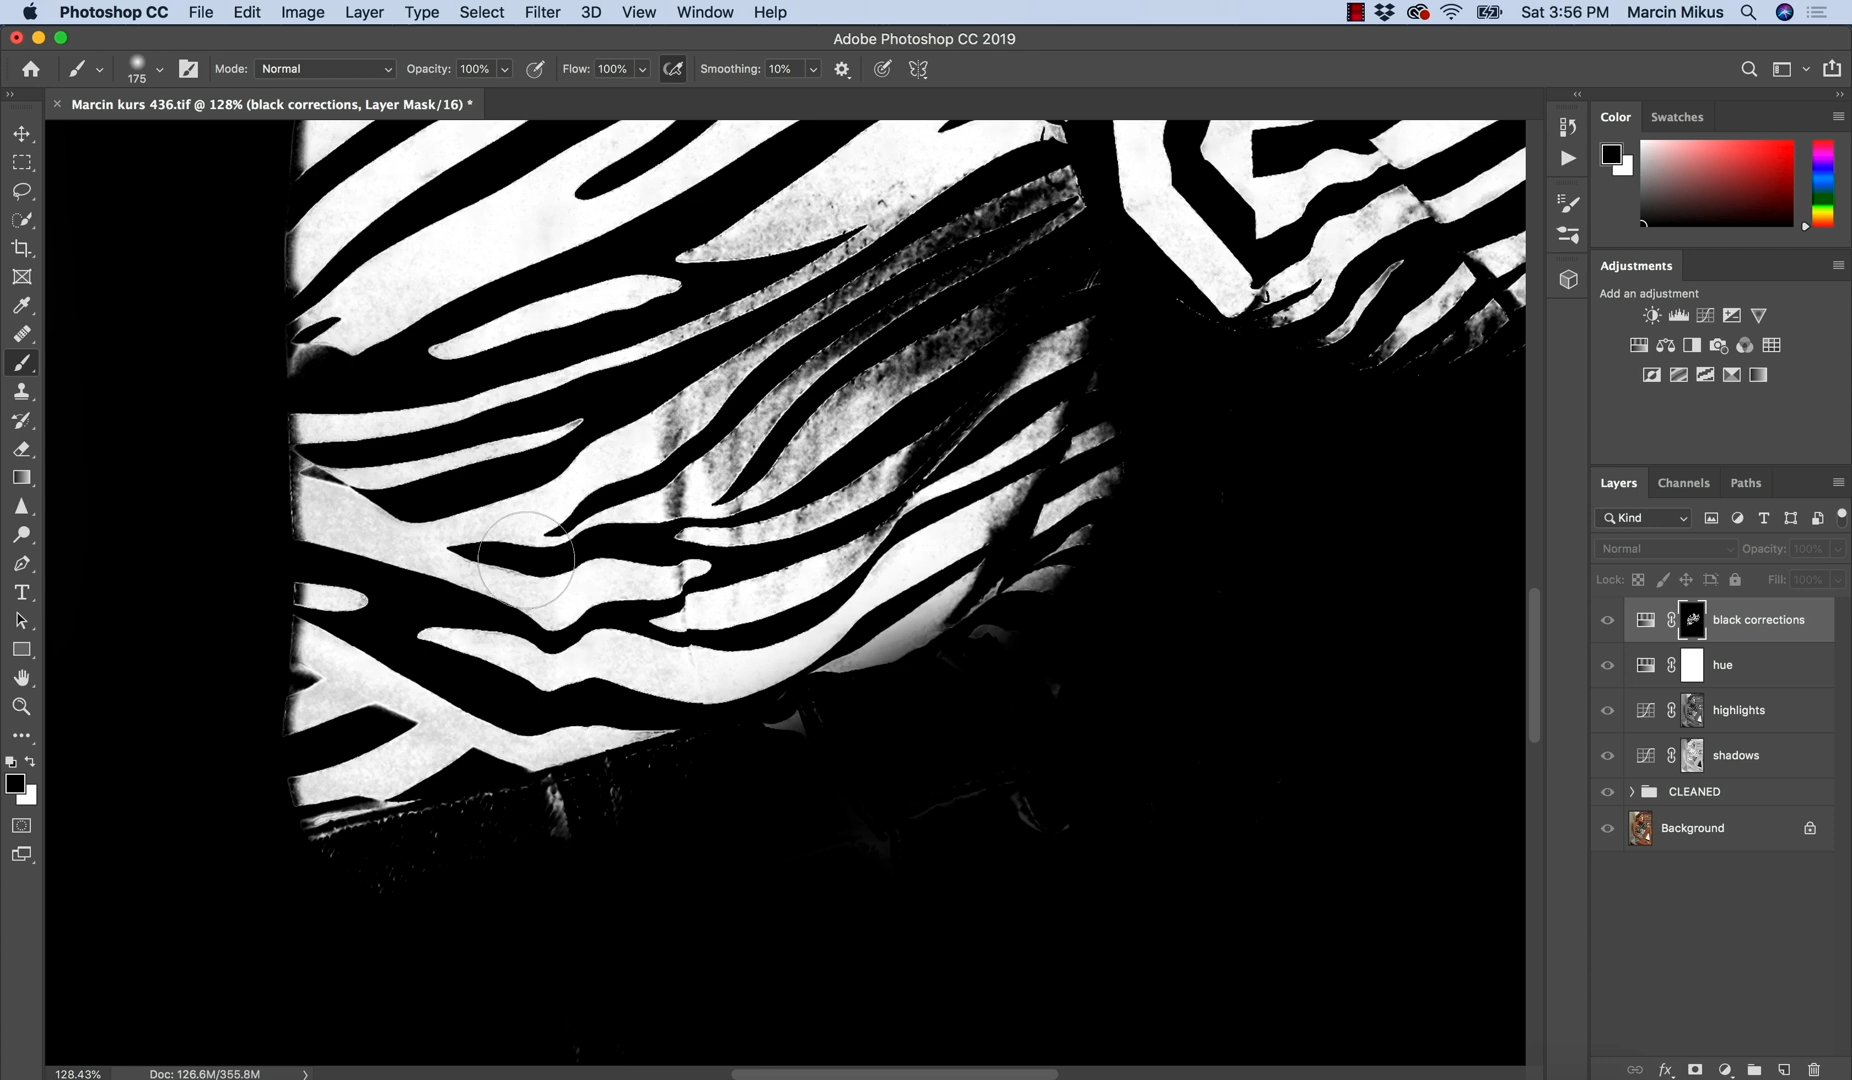 Photoshop CC File Edit Image Layer Type Select Filter 3D View Window Help Sat 3:56 PM Marcin Mikus
Adobe Photoshop CC 2019
175 Mode: Normal Opacity: 100% Flow: 100% Smoothing: 10%
Marcin kurs 436.tif @ 128% (black corrections, Layer Mask/16) *
Color Swatches
Adjustments
Add an adjustment
Layers Channels Paths
Kind
Normal Opacity: 100%
Lock: Fill: 100%
black corrections
hue
highlights
shadows
CLEANED
Background
128.43% Doc: 126.6M/355.8M